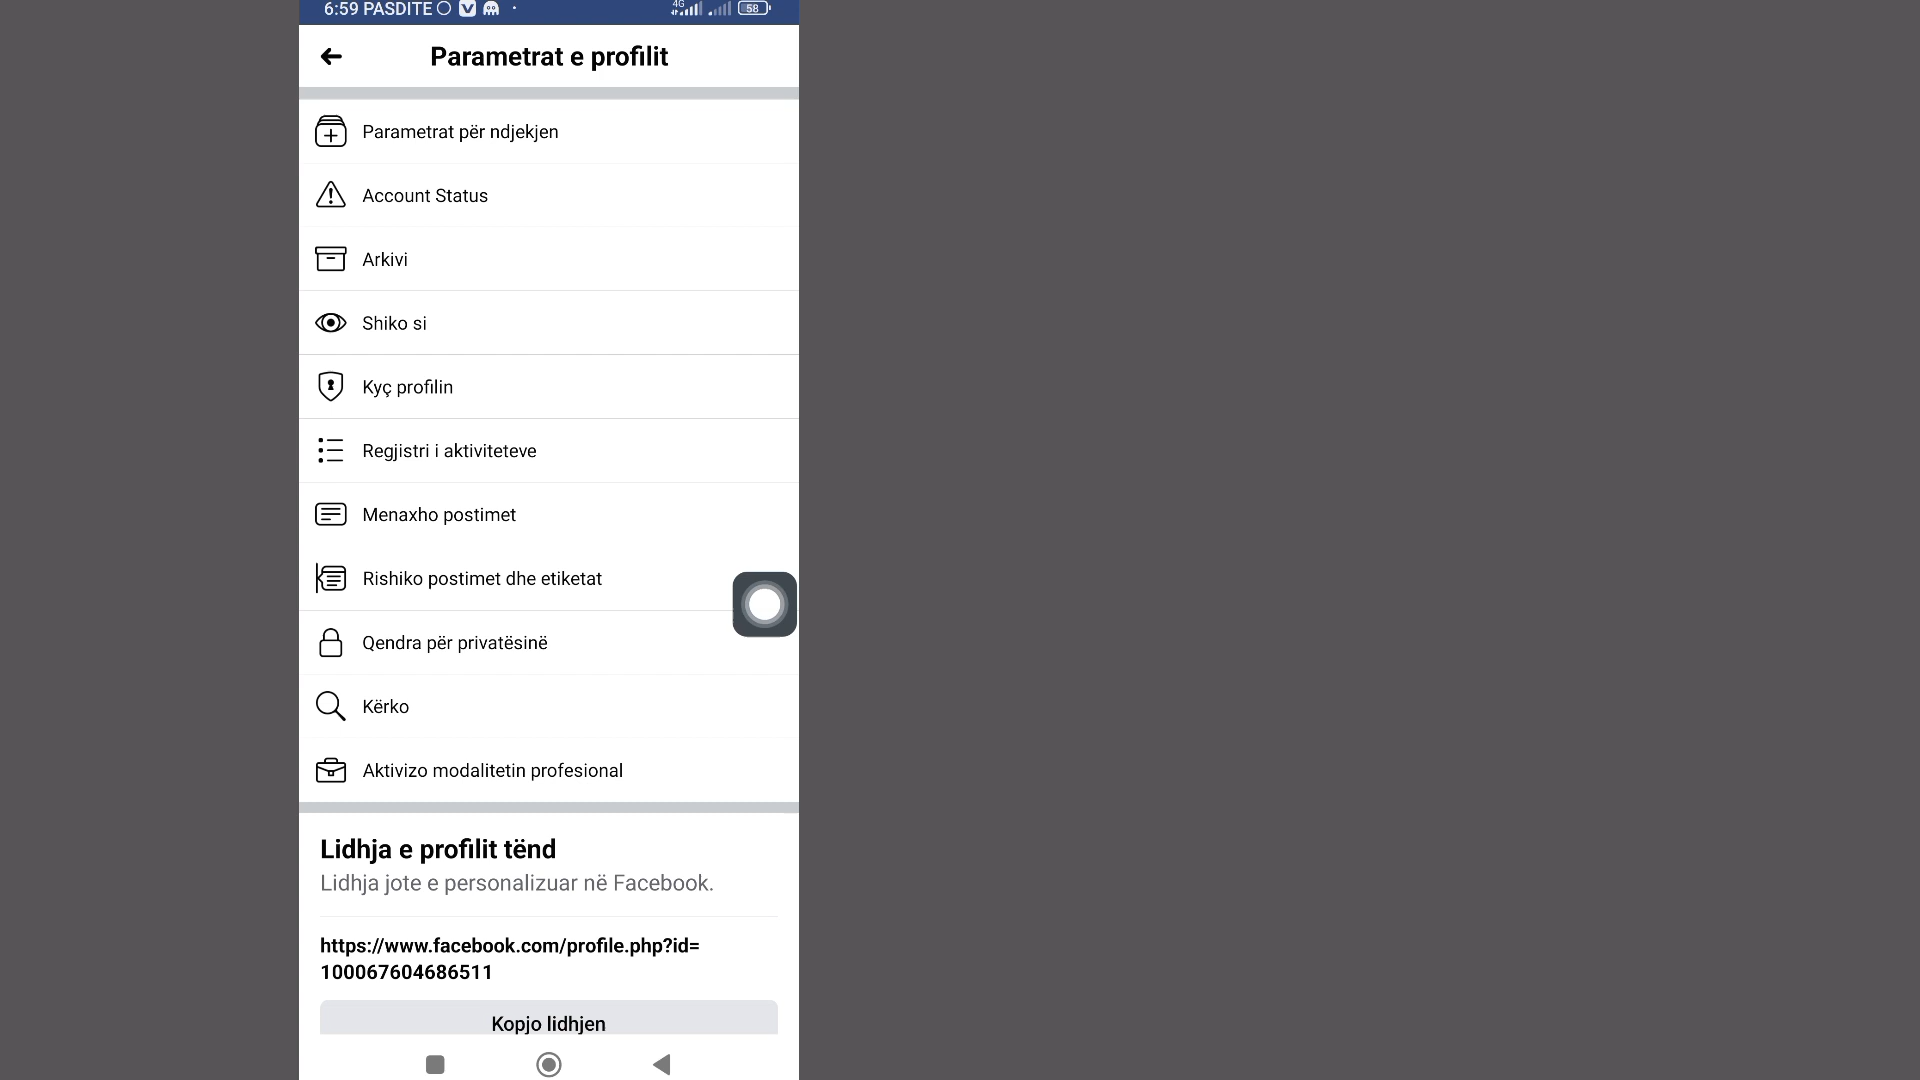 6:59 PASDITE
4G
58
Parametrat e profilit
Parametrat për ndjekjen
Account Status
Arkivi
Shiko si
Kyç profilin
Regjistri i aktiviteteve
Menaxho postimet
Rishiko postimet dhe etiketat
Qendra për privatësinë
Kërko
Aktivizo modalitetin profesional
Lidhja e profilit tënd
Lidhja jote e personalizuar në Facebook.
https://www.facebook.com/profile.php?id=
100067604686511
Kopjo lidhjen